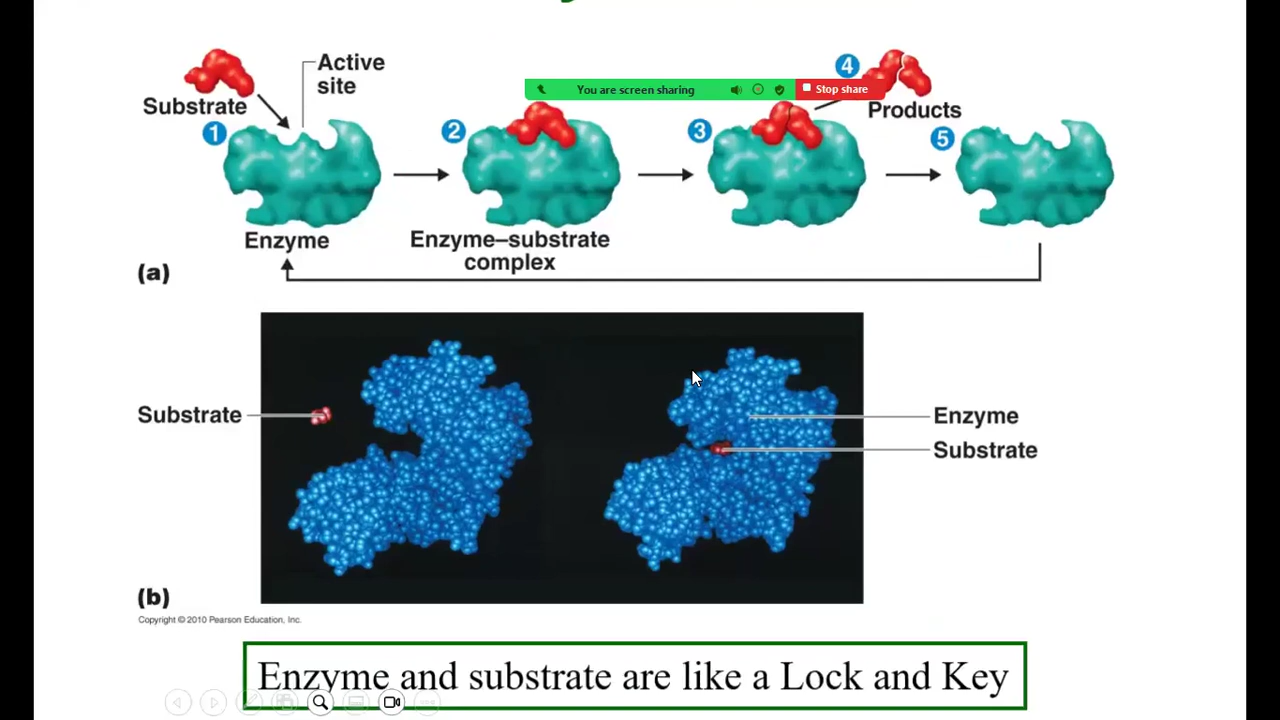 Active
site
Substrate
1
2
3
4
You are screen sharing
Stop share
Products
5
Enzyme
Enzyme–substrate
complex
(a)
Substrate
Enzyme
Substrate
(b)
Copyright © 2010 Pearson Education, Inc.
Enzyme and substrate are like a Lock and Key